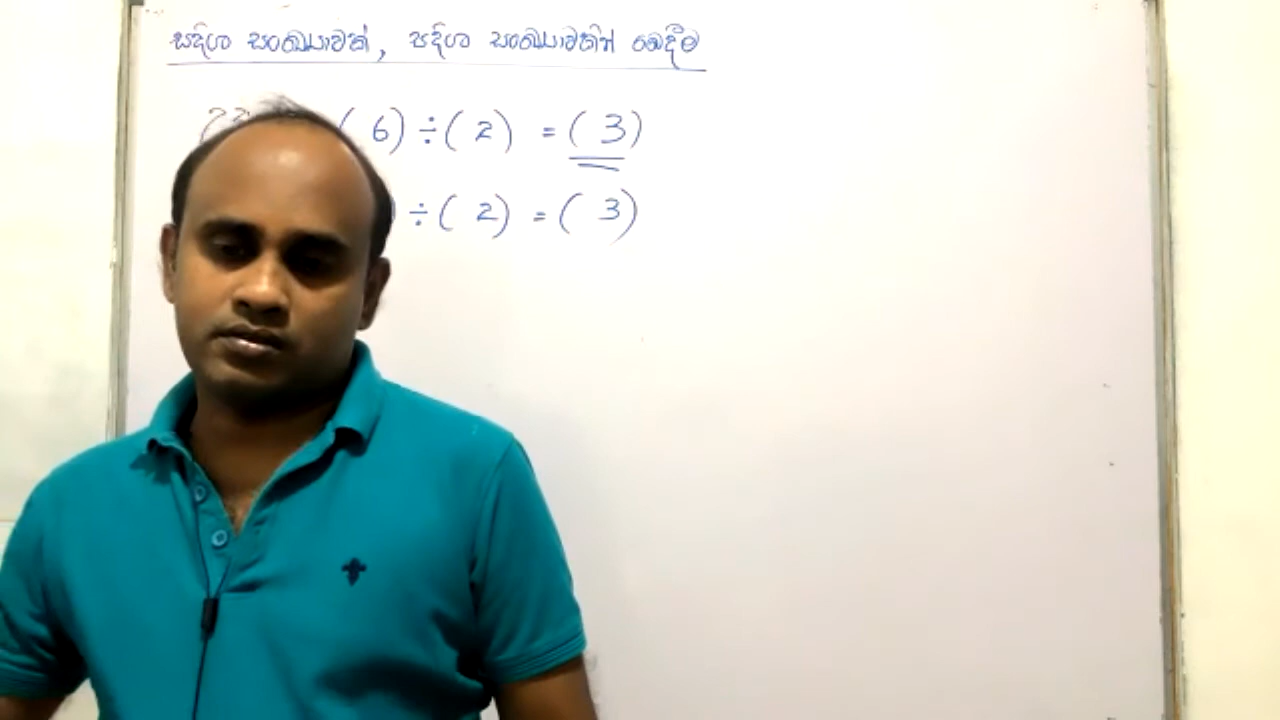 සදිශ සංඛ්‍යාවක්, සදිශ සංඛ්‍යාවකින් බෙදීම
( 6) ÷ ( 2) = ( 3)
) ÷ ( 2) = ( 3)